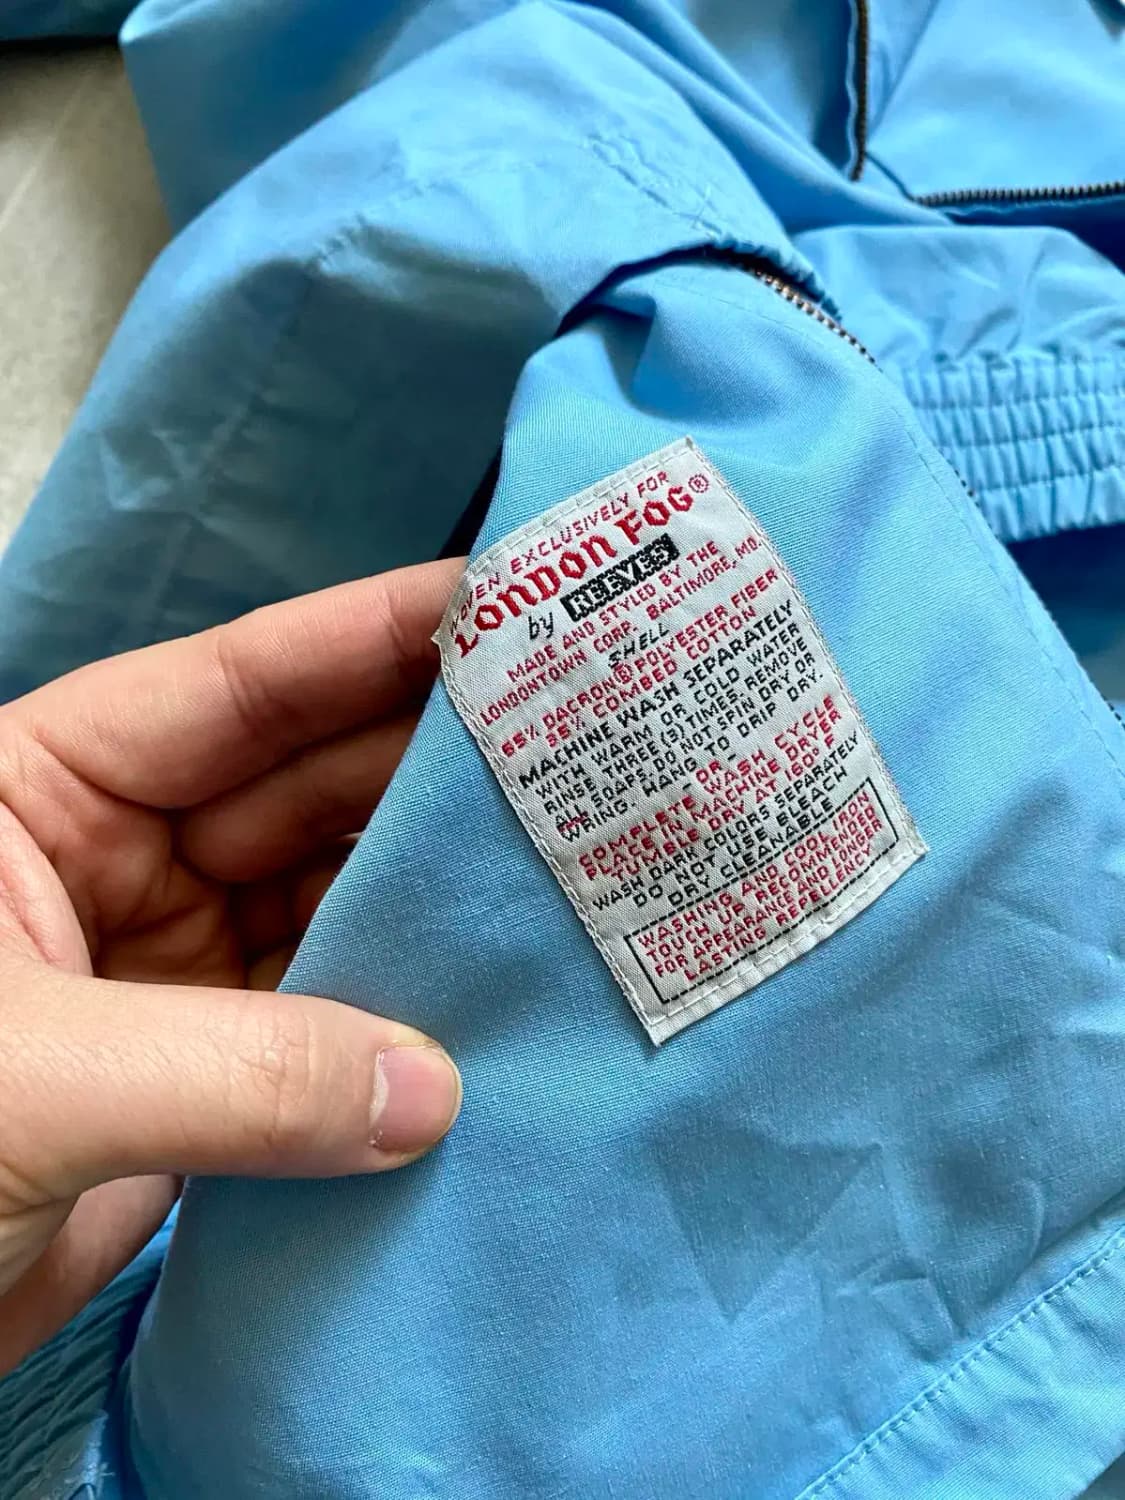 WOVEN EXCLUSIVELY FOR
LONDON FOG®
by REEVES
MADE AND STYLED BY THE
LONDONTOWN CORP. BALTIMORE, MD.
SHELL
65% DACRON® POLYESTER FIBER
35% COMBED COTTON
MACHINE WASH SEPARATELY
WITH WARM OR COLD WATER
RINSE THREE (3) TIMES. REMOVE
ALL SOAPS. DO NOT SPIN DRY OR
WRING. HANG TO DRIP DRY.
-OR-
COMPLETE WASH CYCLE
PLACE IN MACHINE DRYER
TUMBLE DRY AT 160° F
WASH DARK COLORS SEPARATELY
DO NOT USE BLEACH
DRY CLEANABLE
WASHING AND COOL IRON
TOUCH UP RECOMMENDED
FOR APPEARANCE AND LONGER
LASTING REPELLENCY